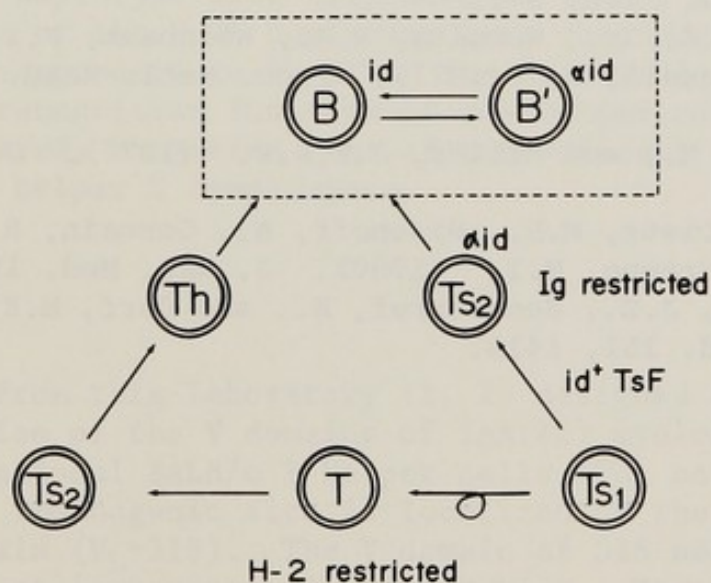 id
αid
B
B'
αid
Th
Ts2
Ig restricted
id+ TsF
Ts2
T
Ts1
H-2 restricted